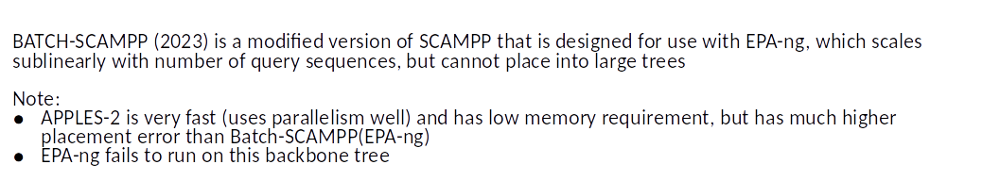 BATCH-SCAMPP (2023) is a modified version of SCAMPP that is designed for use with EPA-ng, which scales
sublinearly with number of query sequences, but cannot place into large trees
Note:
● APPLES-2 is very fast (uses parallelism well) and has low memory requirement, but has much higher
placement error than Batch-SCAMPP(EPA-ng)
● EPA-ng fails to run on this backbone tree